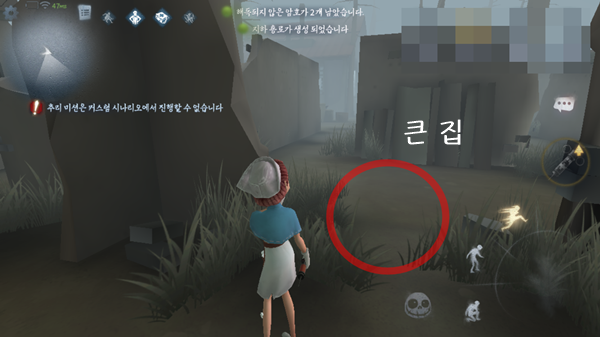 47ms
해독되지 않은 암호가 2개 남았습니다.
지하 통로가 생성 되었습니다
추리 미션은 커스텀 시나리오에서 진행할 수 없습니다
큰 집